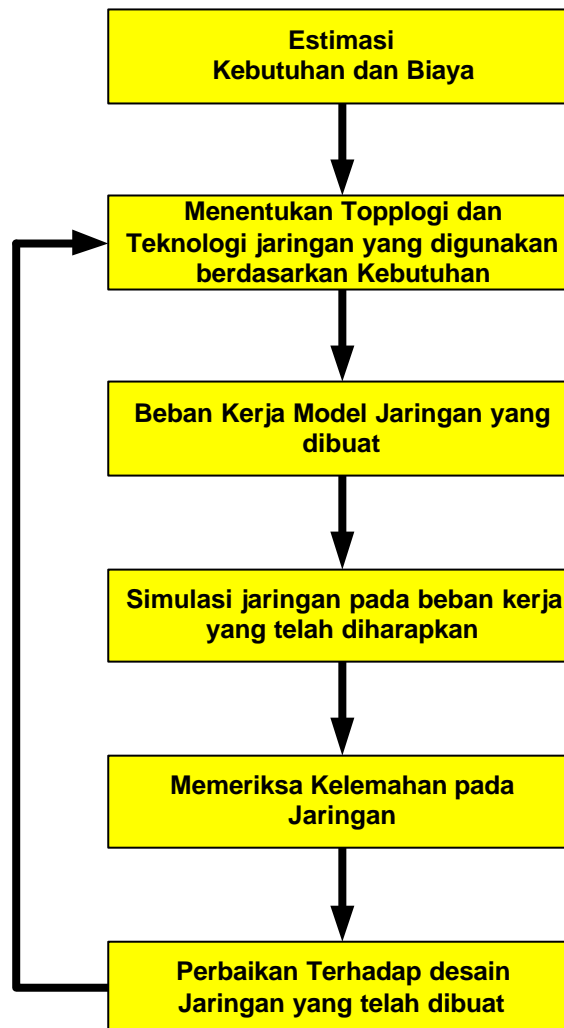 Estimasi
Kebutuhan dan Biaya
Menentukan Topplogi dan
Teknologi jaringan yang digunakan
berdasarkan Kebutuhan
Beban Kerja Model Jaringan yang
dibuat
Simulasi jaringan pada beban kerja
yang telah diharapkan
Memeriksa Kelemahan pada
Jaringan
Perbaikan Terhadap desain
Jaringan yang telah dibuat